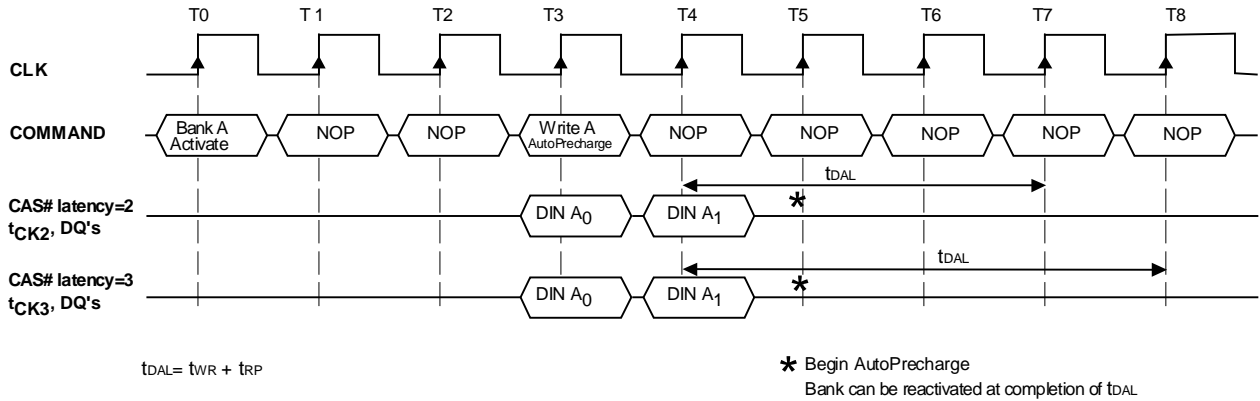 T0 T1 T2 T3 T4 T5 T6 T7 T8
CLK
COMMAND
Bank A
Activate
NOP
NOP
Write A
AutoPrecharge
NOP
NOP
NOP
NOP
NOP
tDAL
CAS# latency=2
tCK2, DQ's
DIN A0
DIN A1
*
tDAL
CAS# latency=3
tCK3, DQ's
DIN A0
DIN A1
*
tDAL= tWR + tRP
* Begin AutoPrecharge
Bank can be reactivated at completion of tDAL